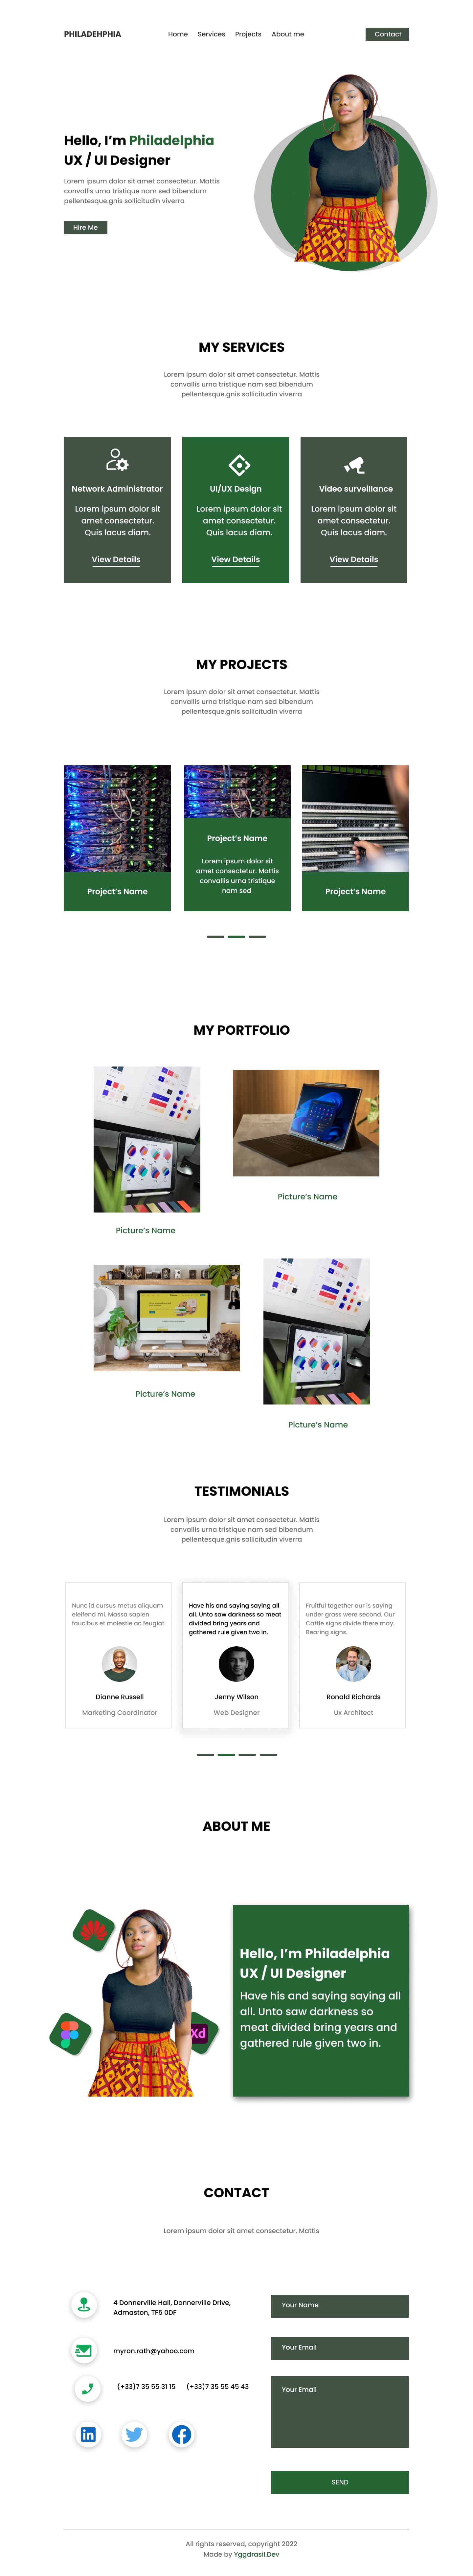 PHILADEHPHIA
Home Services Projects About me
Contact
Hello, I’m Philadelphia
UX / UI Designer
Lorem ipsum dolor sit amet consectetur. Mattis
convallis urna tristique nam sed bibendum
pellentesque.gnis sollicitudin viverra
Hire Me
MY SERVICES
Lorem ipsum dolor sit amet consectetur. Mattis
convallis urna tristique nam sed bibendum
pellentesque.gnis sollicitudin viverra
Network Administrator
Lorem ipsum dolor sit
amet consectetur.
Quis lacus diam.
View Details
UI/UX Design
Lorem ipsum dolor sit
amet consectetur.
Quis lacus diam.
View Details
Video surveillance
Lorem ipsum dolor sit
amet consectetur.
Quis lacus diam.
View Details
MY PROJECTS
Lorem ipsum dolor sit amet consectetur. Mattis
convallis urna tristique nam sed bibendum
pellentesque.gnis sollicitudin viverra
Project’s Name
Project’s Name
Lorem ipsum dolor sit
amet consectetur. Mattis
convallis urna tristique
nam sed
Project’s Name
MY PORTFOLIO
Picture’s Name
Picture’s Name
Picture’s Name
Picture’s Name
TESTIMONIALS
Lorem ipsum dolor sit amet consectetur. Mattis
convallis urna tristique nam sed bibendum
pellentesque.gnis sollicitudin viverra
Nunc id cursus metus aliquam
eleifend mi. Massa sapien
faucibus et molestie ac feugiat.
Dianne Russell
Marketing Coordinator
Have his and saying saying all
all. Unto saw darkness so meat
divided bring years and
gathered rule given two in.
Jenny Wilson
Web Designer
Fruitful together our is saying
under grass were second. Our
Cattle signs divide there may.
Bearing signs.
Ronald Richards
Ux Architect
ABOUT ME
Xd
Hello, I’m Philadelphia
UX / UI Designer
Have his and saying saying all
all. Unto saw darkness so
meat divided bring years and
gathered rule given two in.
CONTACT
Lorem ipsum dolor sit amet consectetur. Mattis
4 Donnerville Hall, Donnerville Drive,
Admaston, TF5 0DF
myron.rath@yahoo.com
(+33)7 35 55 31 15 (+33)7 35 55 45 43
in
f
Your Name
Your Email
Your Email
SEND
All rights reserved, copyright 2022
Made by Yggdrasil.Dev